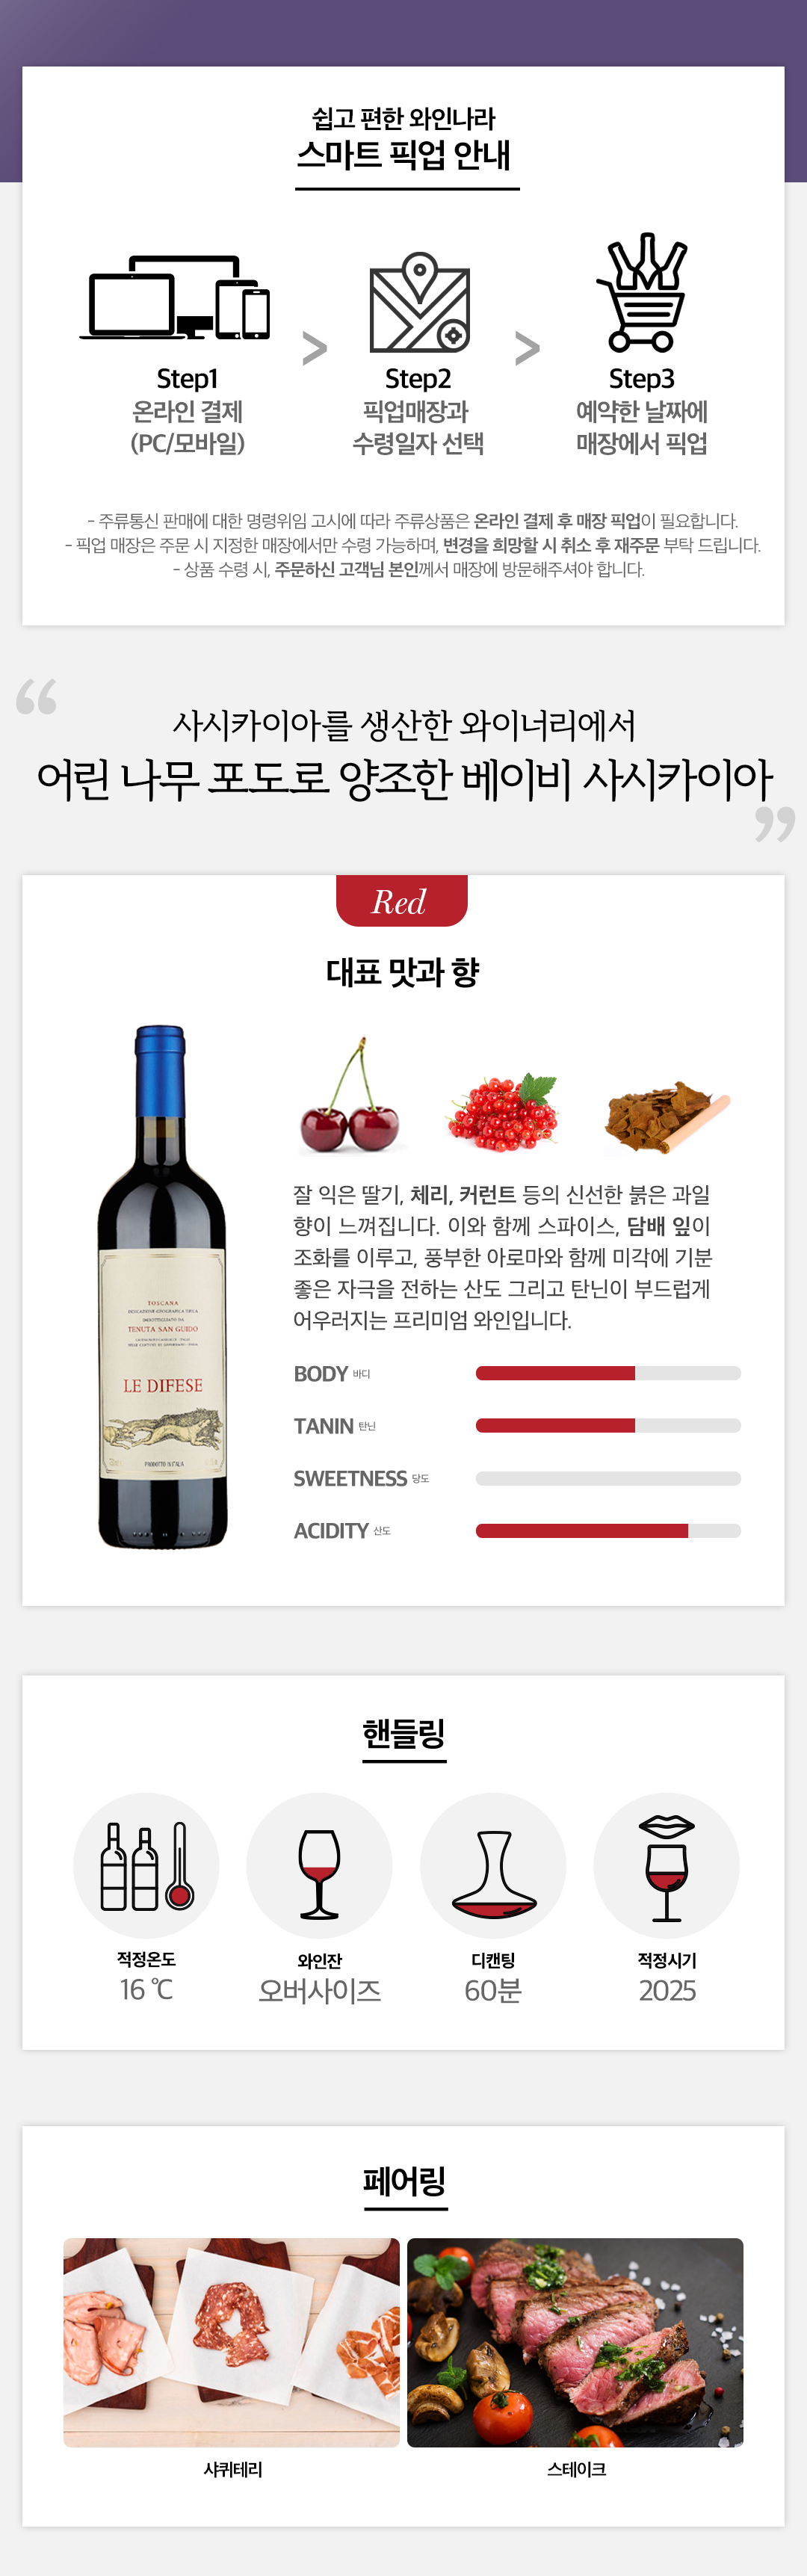 쉽고 편한 와인나라
스마트 픽업 안내
Step1
온라인 결제
(PC/모바일)
>
Step2
픽업매장과
수령일자 선택
>
Step3
예약한 날짜에
매장에서 픽업
- 주류통신 판매에 대한 명령위임 고시에 따라 주류상품은 온라인 결제 후 매장 픽업이 필요합니다.
- 픽업 매장은 주문 시 지정한 매장에서만 수령 가능하며, 변경을 희망할 시 취소 후 재주문 부탁 드립니다.
- 상품 수령 시, 주문하신 고객님 본인께서 매장에 방문해주셔야 합니다.
“
사시카이아를 생산한 와이너리에서
어린 나무 포도로 양조한 베이비 사시카이아
”
Red
대표 맛과 향
잘 익은 딸기, 체리, 커런트 등의 신선한 붉은 과일
향이 느껴집니다. 이와 함께 스파이스, 담배 잎이
조화를 이루고, 풍부한 아로마와 함께 미각에 기분
좋은 자극을 전하는 산도 그리고 탄닌이 부드럽게
어우러지는 프리미엄 와인입니다.
TOSCANA
INDICAZIONE GEOGRAFICA TIPICA
IMBOTTIGLIATO DA
TENUTA SAN GUIDO
LE DIFESE
PRODOTTO IN ITALIA
BODY 바디
TANIN 탄닌
SWEETNESS 당도
ACIDITY 산도
핸들링
적정온도
16 ℃
와인잔
오버사이즈
디캔팅
60분
적정시기
2025
페어링
샤퀴테리
스테이크